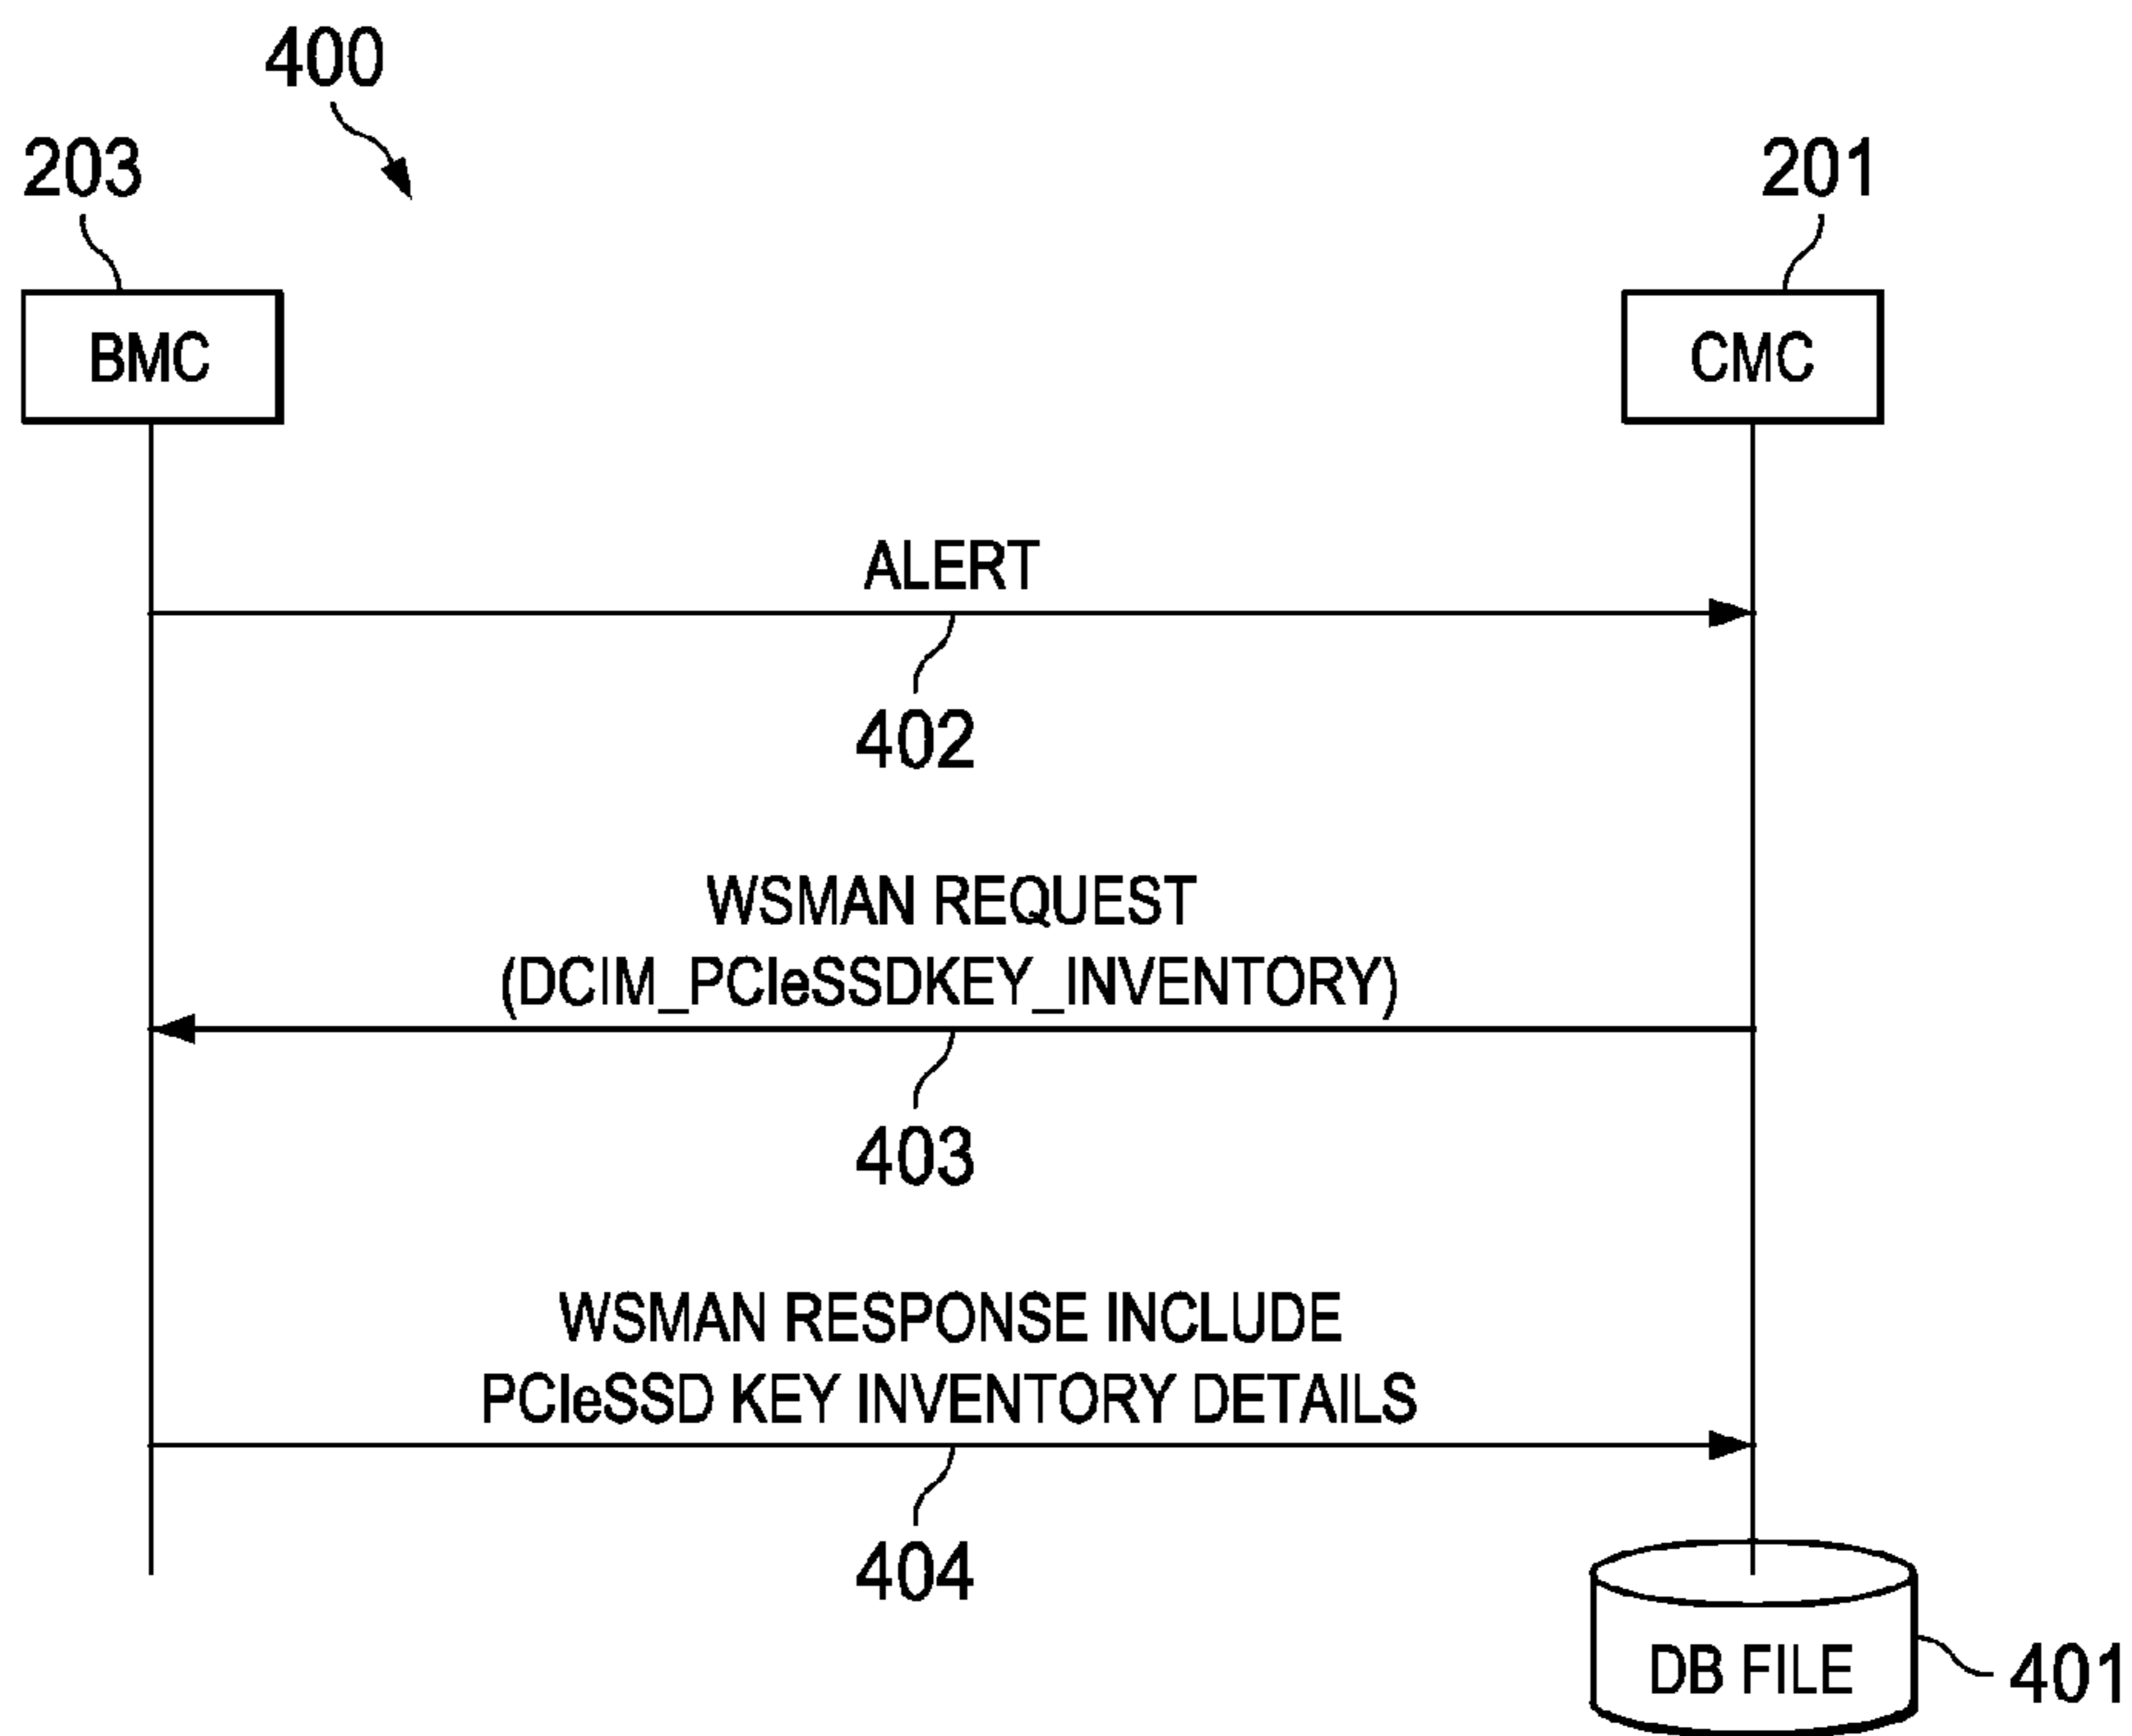 400
203
201
BMC
CMC
ALERT
402
WSMAN REQUEST
(DCIM_PCIeSSDKEY_INVENTORY)
403
WSMAN RESPONSE INCLUDE
PCIeSSD KEY INVENTORY DETAILS
404
DB FILE
401